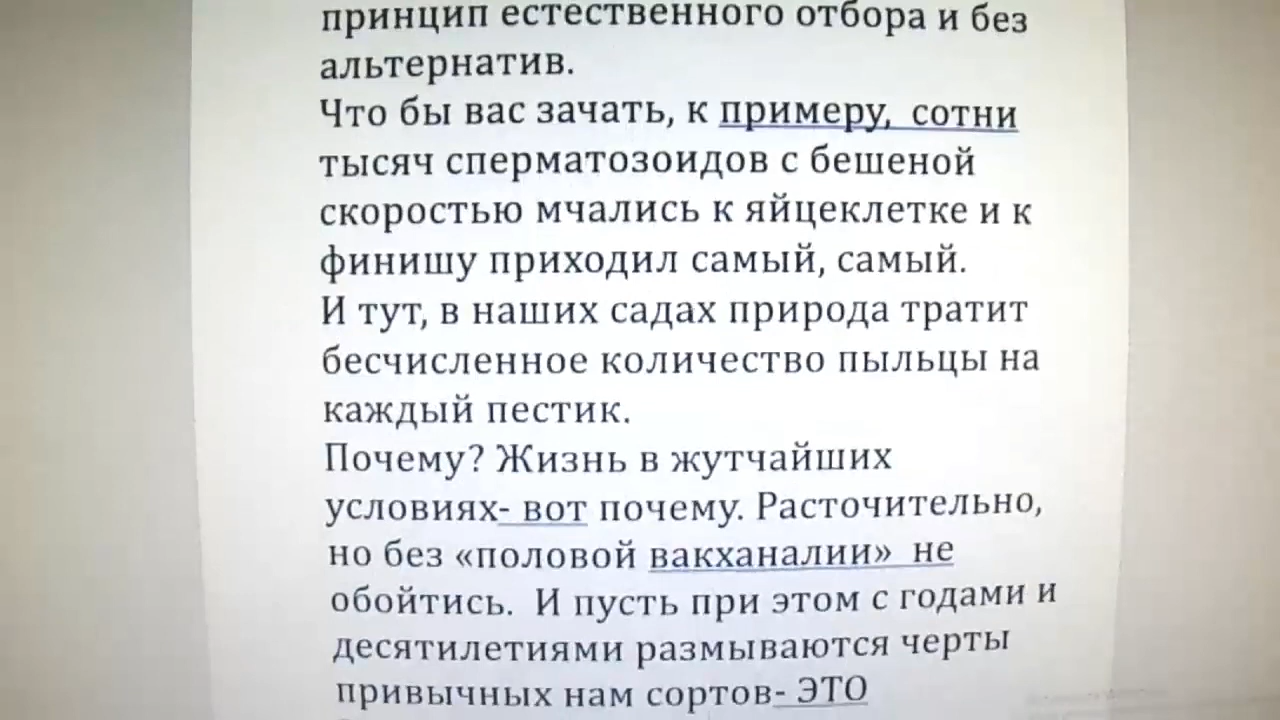 принцип естественного отбора и без
альтернатив.
Что бы вас зачать, к примеру, сотни
тысяч сперматозоидов с бешеной
скоростью мчались к яйцеклетке и к
финишу приходил самый, самый.
И тут, в наших садах природа тратит
бесчисленное количество пыльцы на
каждый пестик.
Почему? Жизнь в жутчайших
условиях- вот почему. Расточительно,
но без «половой вакханалии» не
обойтись. И пусть при этом с годами и
десятилетиями размываются черты
привычных нам сортов- ЭТО